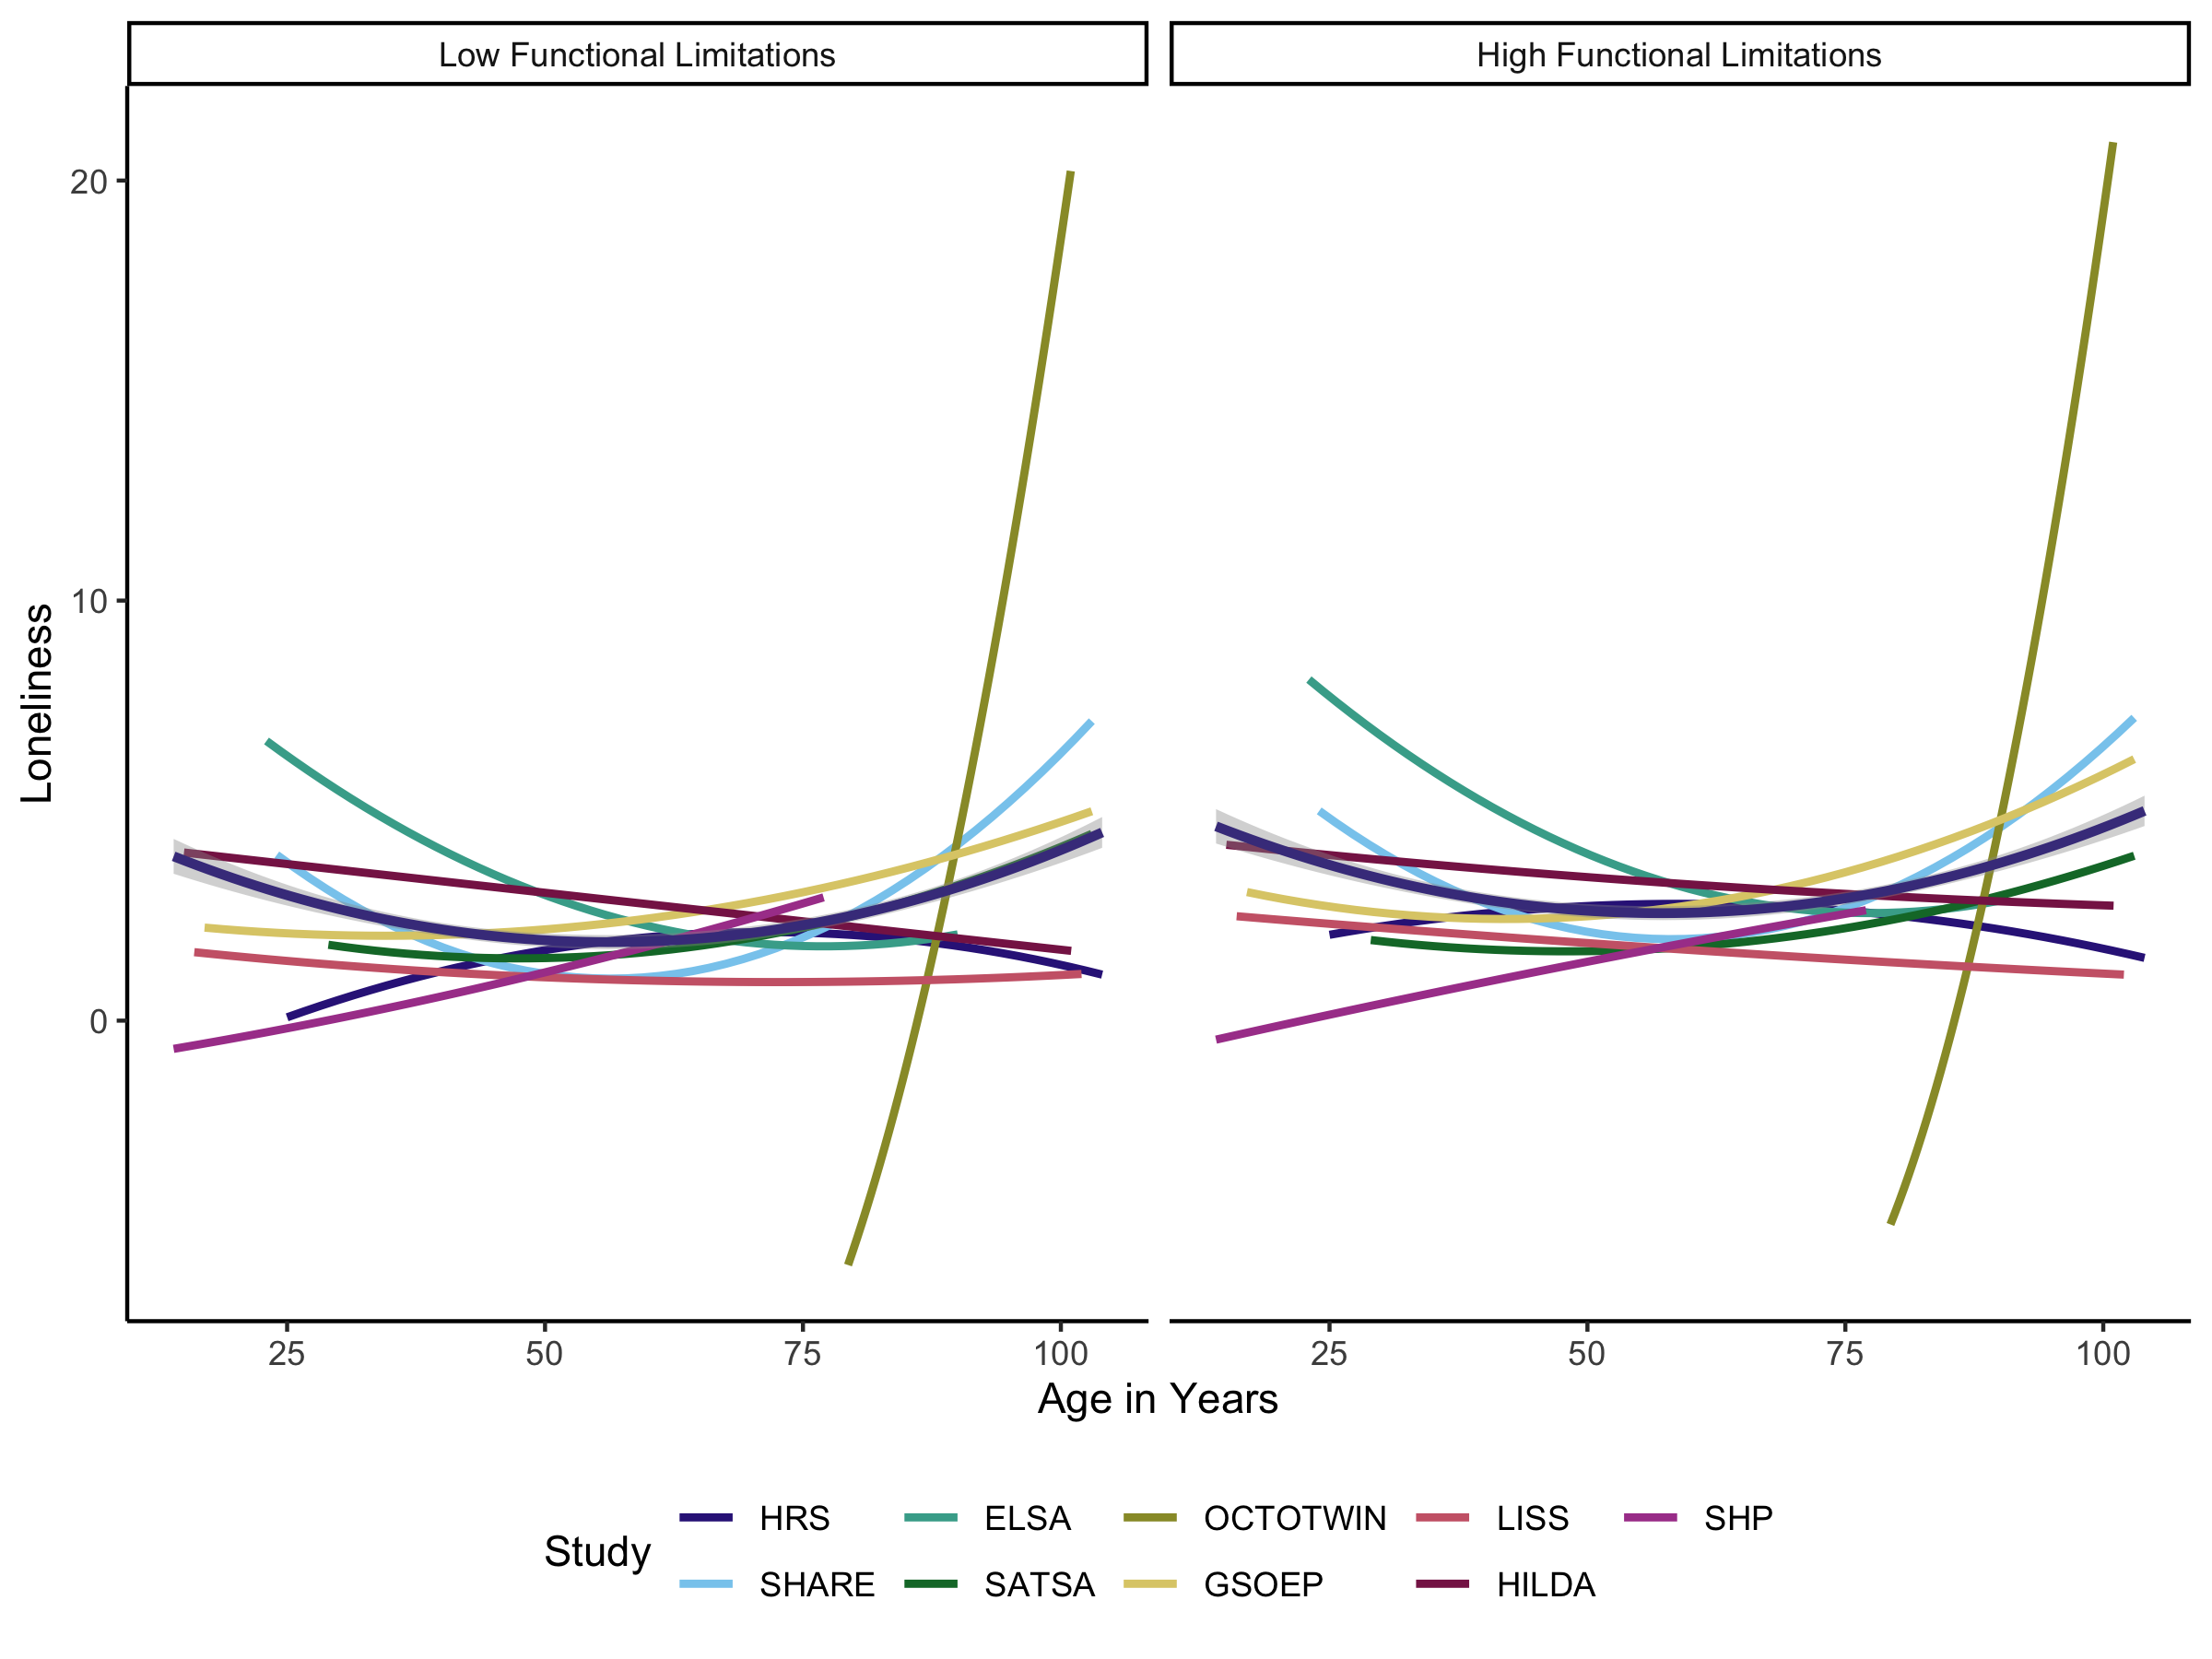 Low Functional Limitations
High Functional Limitations
20
10
0
Loneliness
25 50 75 100
25 50 75 100
Age in Years
Study
HRS ELSA OCTOTWIN LISS SHP
SHARE SATSA GSOEP HILDA